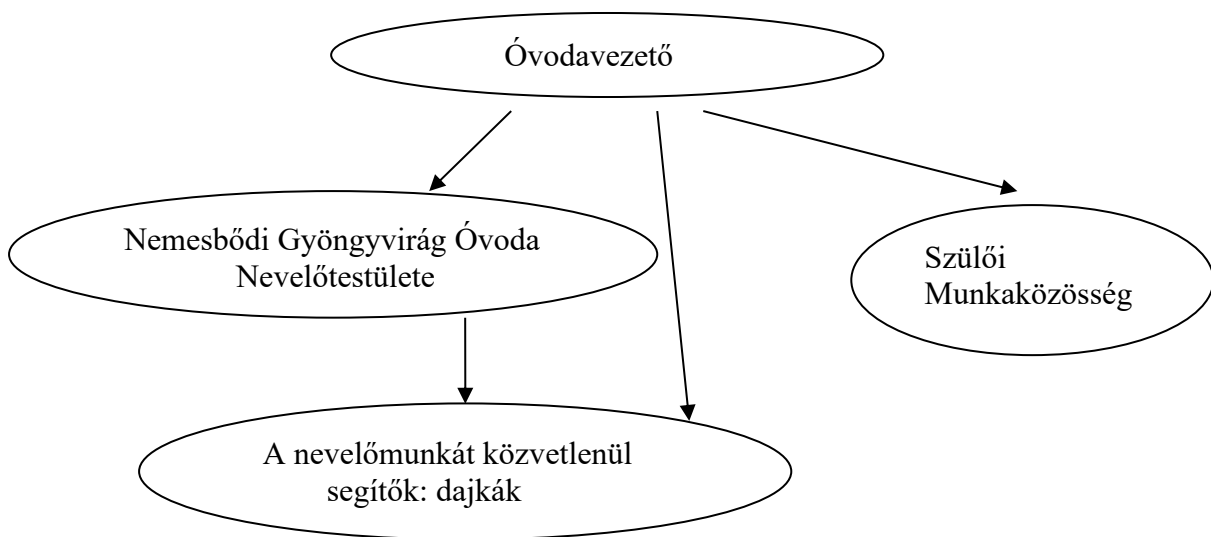 Óvodavezető
Nemesbődi Gyöngyvirág Óvoda
Nevelőtestülete
Szülői
Munkaközösség
A nevelőmunkát közvetlenül
segítők: dajkák